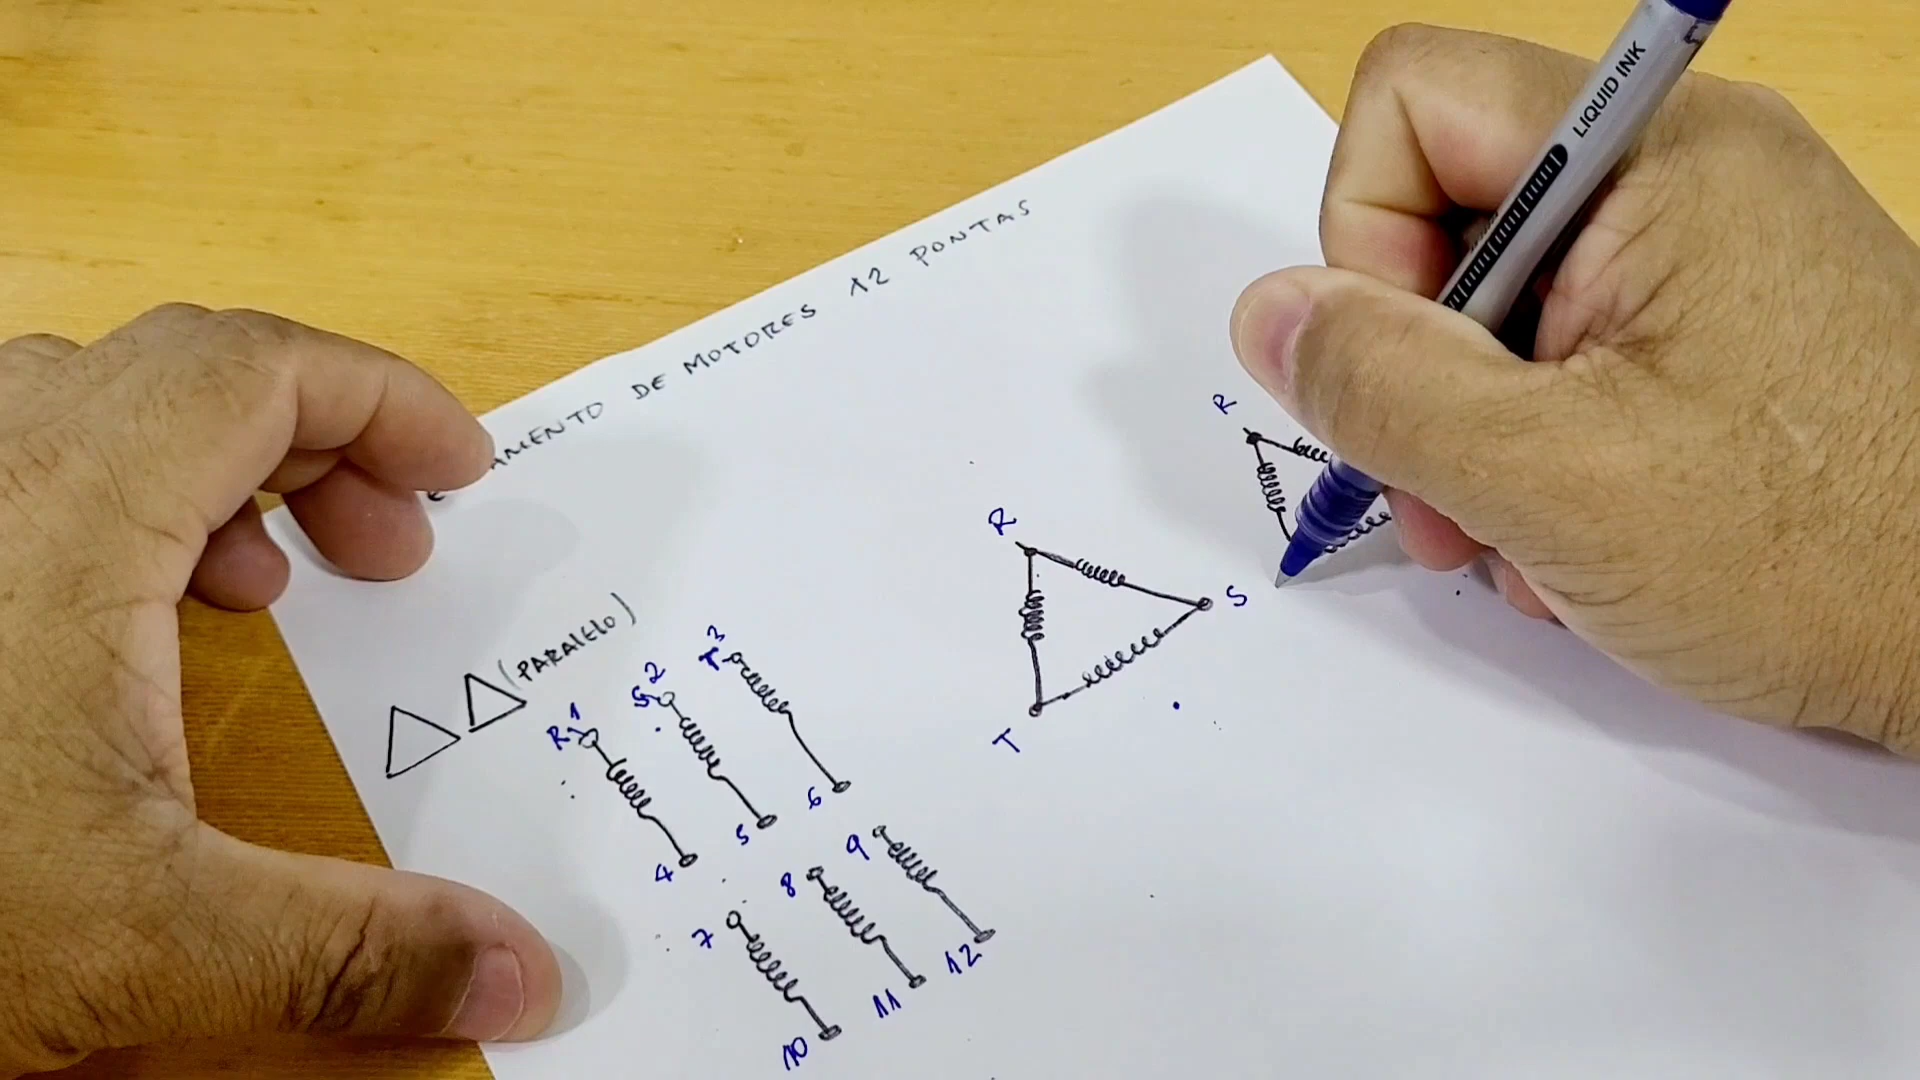 AMENTO DE MOTORES 12 PONTAS
LIQUID INK
(PARALELO)
R 1
S 2
T 3
4
5
6
7
8
9
10
11
12
R
S
T
R